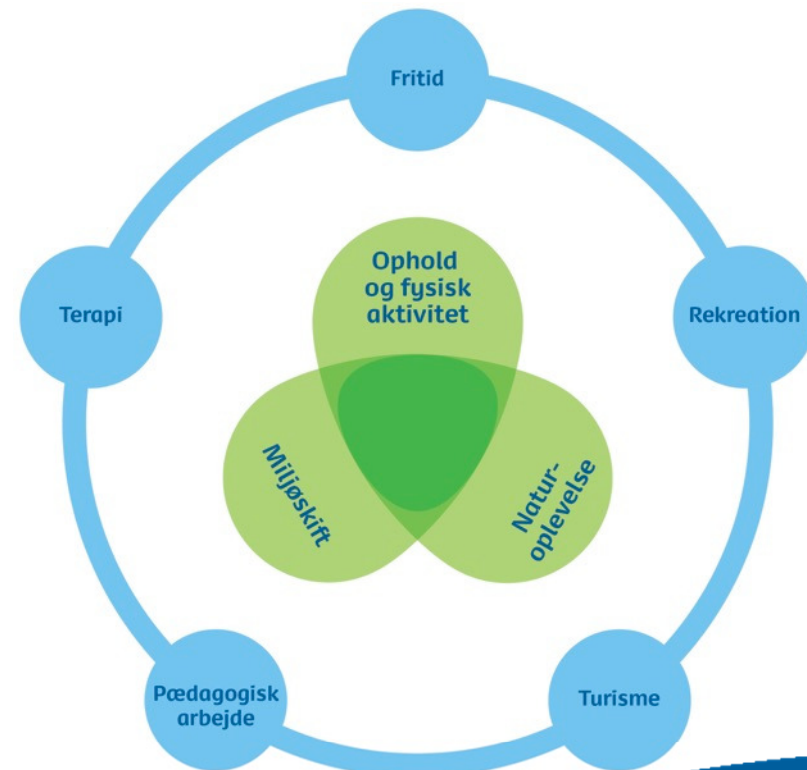 Fritid
Terapi
Ophold
og fysisk
aktivitet
Rekreation
Miljøskift
Natur-
oplevelse
Pædagogisk
arbejde
Turisme